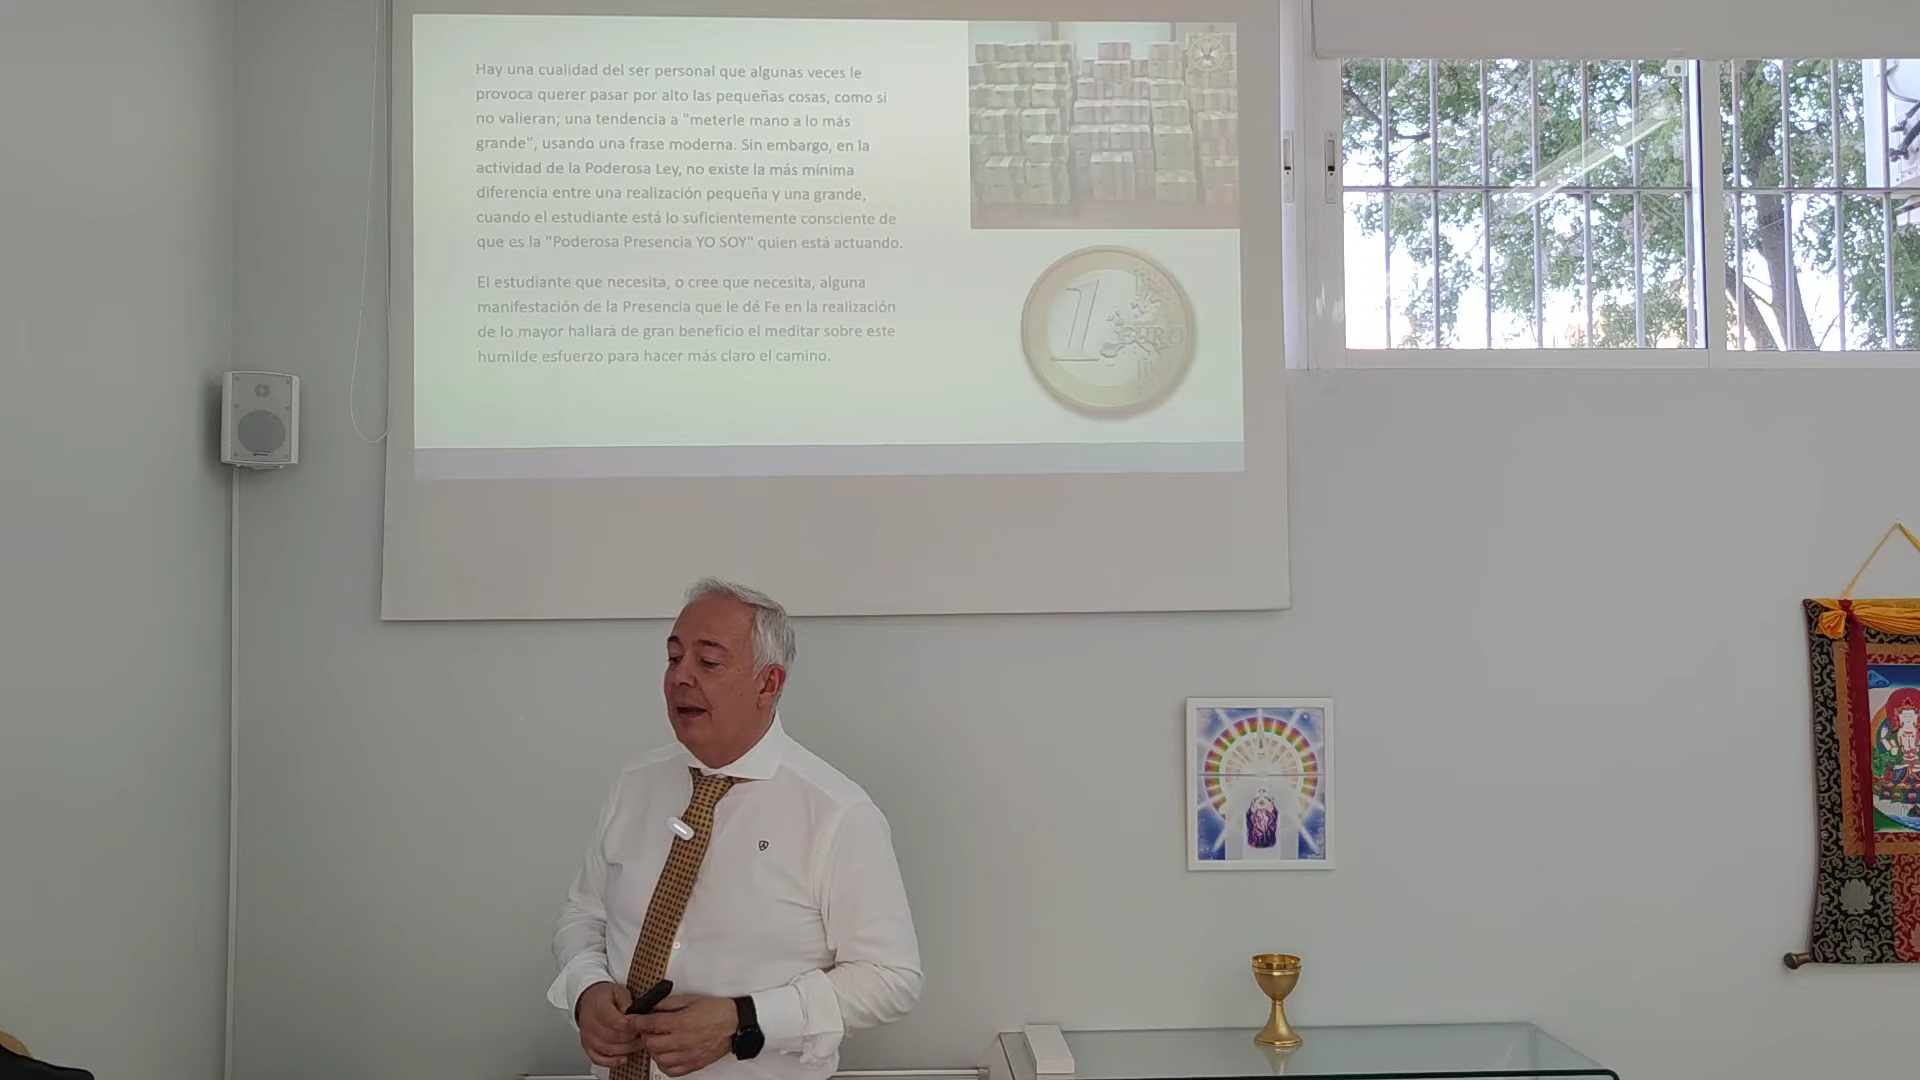 Hay una cualidad del ser personal que algunas veces le
provoca querer pasar por alto las pequeñas cosas, como si
no valieran; una tendencia a "meterle mano a lo más
grande", usando una frase moderna. Sin embargo, en la
actividad de la Poderosa Ley, no existe la más mínima
diferencia entre una realización pequeña y una grande,
cuando el estudiante está lo suficientemente consciente de
que es la "Poderosa Presencia YO SOY" quien está actuando.
El estudiante que necesita, o cree que necesita, alguna
manifestación de la Presencia que le dé Fe en la realización
de lo mayor hallará de gran beneficio el meditar sobre este
humilde esfuerzo para hacer más claro el camino.
1 EURO